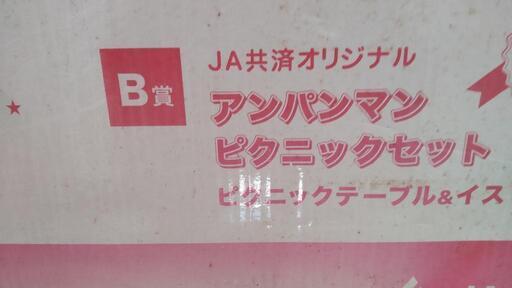 B賞
JA共済オリジナル
アンパンマン
ピクニックセット
ピクニックテーブル&イス